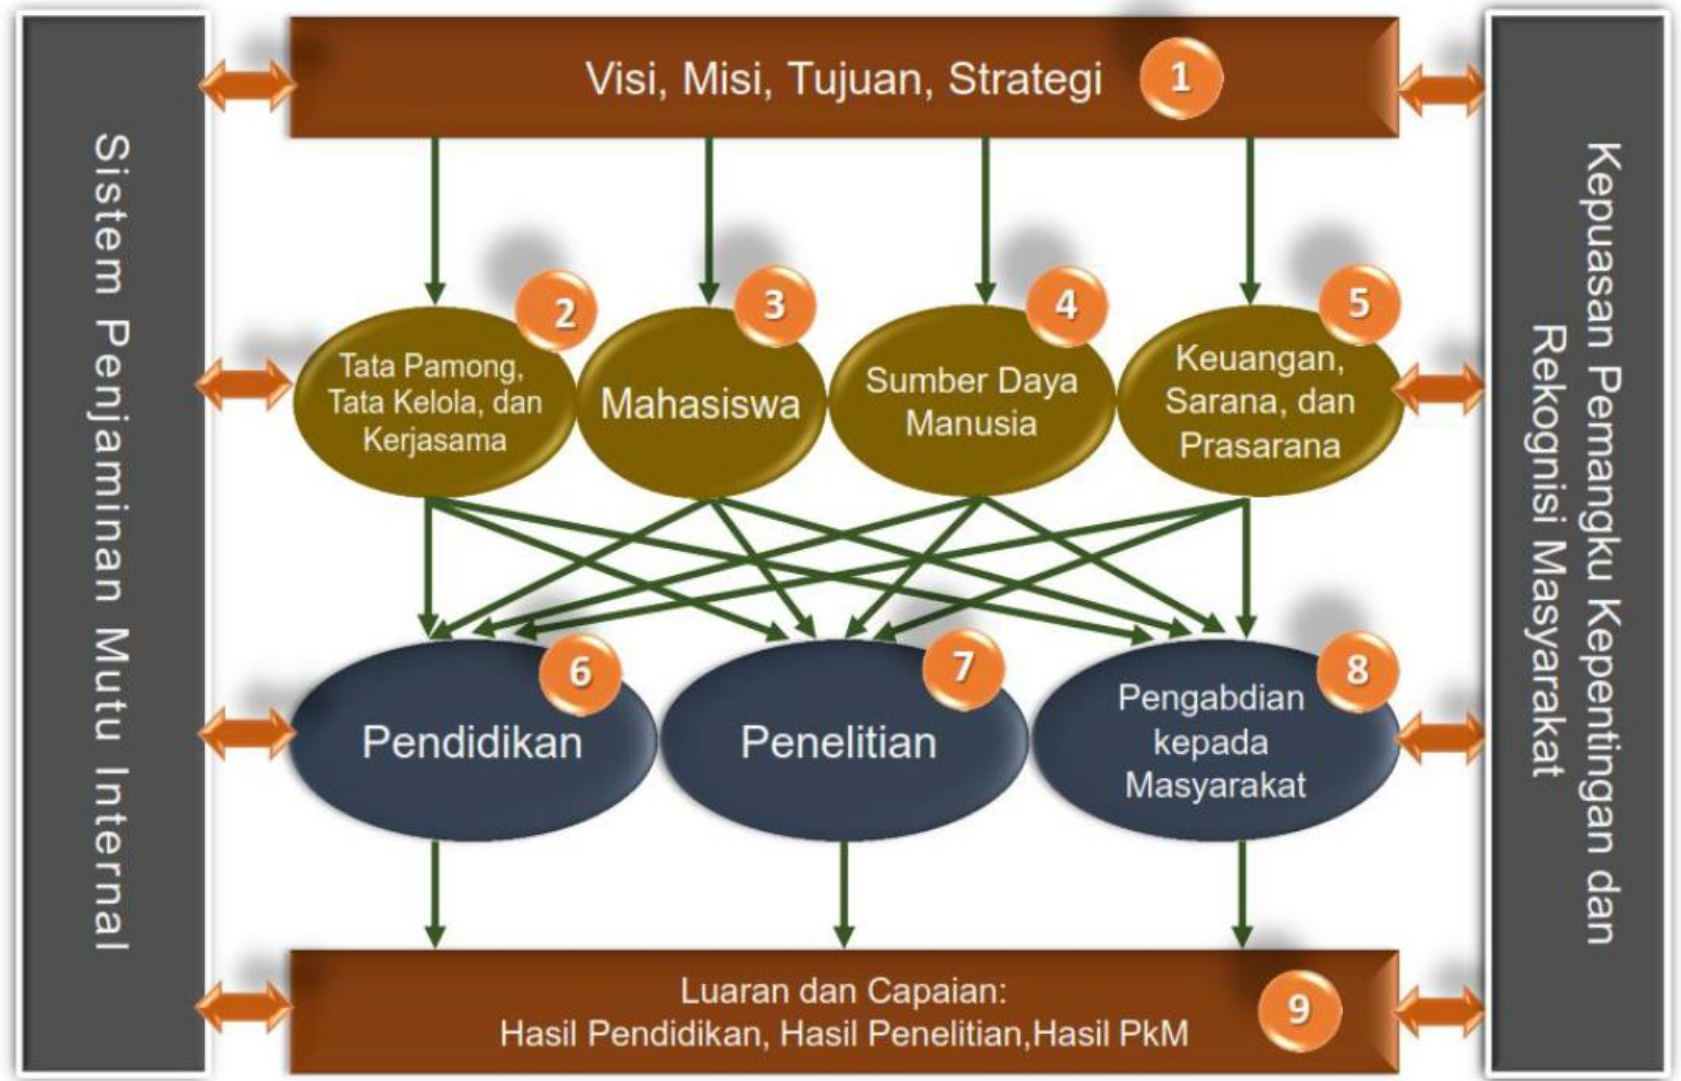 Sistem Penjaminan Mutu Internal
Visi, Misi, Tujuan, Strategi
1
2
Tata Pamong,
Tata Kelola, dan
Kerjasama
3
Mahasiswa
4
Sumber Daya
Manusia
5
Keuangan,
Sarana, dan
Prasarana
6
Pendidikan
7
Penelitian
8
Pengabdian
kepada
Masyarakat
Luaran dan Capaian:
Hasil Pendidikan, Hasil Penelitian,Hasil PkM
9
Kepuasan Pemangku Kepentingan dan
Rekognisi Masyarakat